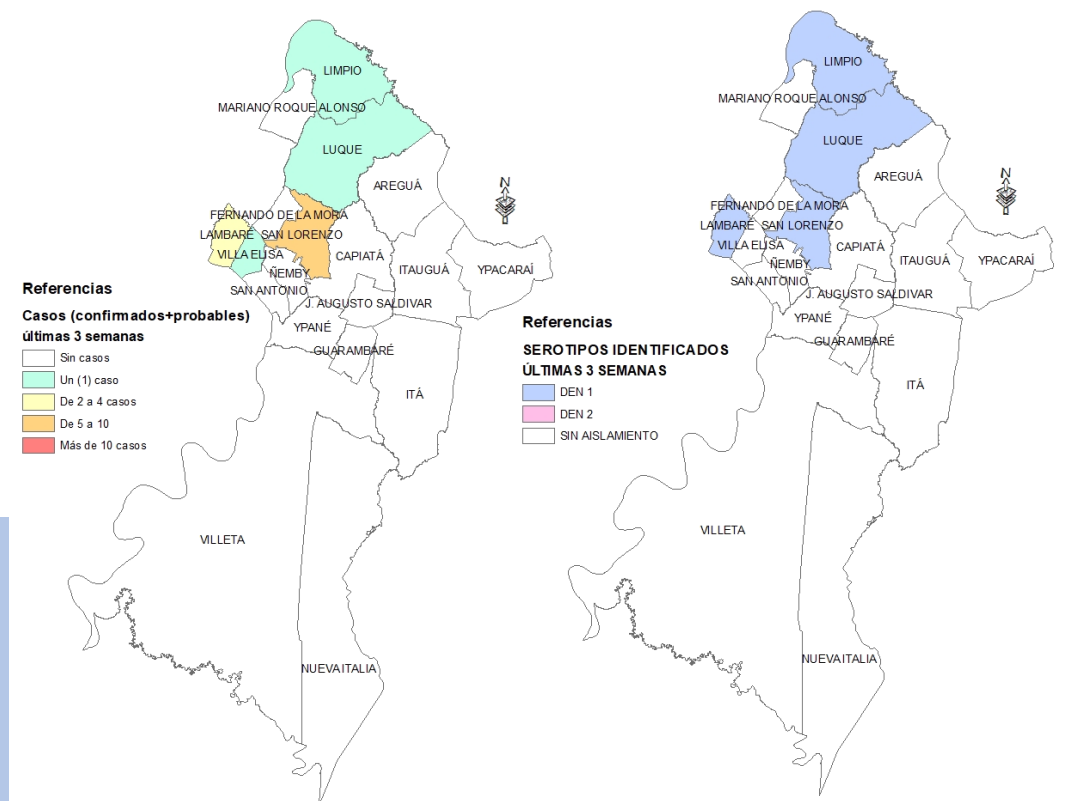 LIMPIO
MARIANO ROQUE ALONSO
LUQUE
AREGUÁ
N
FERNANDO DE LA MORA
LAMBARÉ
SAN LORENZO
VILLA ELISA
CAPIATÁ
ÑEMBY
ITAUGUÁ
YPACARAÍ
SAN ANTONIO
J. AUGUSTO SALDIVAR
YPANÉ
GUARAMBARÉ
ITÁ
VILLETA
NUEVA ITALIA
Referencias
Casos (confirmados+probables)
últimas 3 semanas
Sin casos
Un (1) caso
De 2 a 4 casos
De 5 a 10
Más de 10 casos
LIMPIO
MARIANO ROQUE ALONSO
LUQUE
AREGUÁ
N
FERNANDO DE LA MORA
LAMBARÉ
SAN LORENZO
VILLA ELISA
CAPIATÁ
ÑEMBY
ITAUGUÁ
YPACARAÍ
SAN ANTONIO
J. AUGUSTO SALDIVAR
YPANÉ
GUARAMBARÉ
ITÁ
VILLETA
NUEVA ITALIA
Referencias
SEROTIPOS IDENTIFICADOS
ÚLTIMAS 3 SEMANAS
DEN 1
DEN 2
SIN AISLAMIENTO